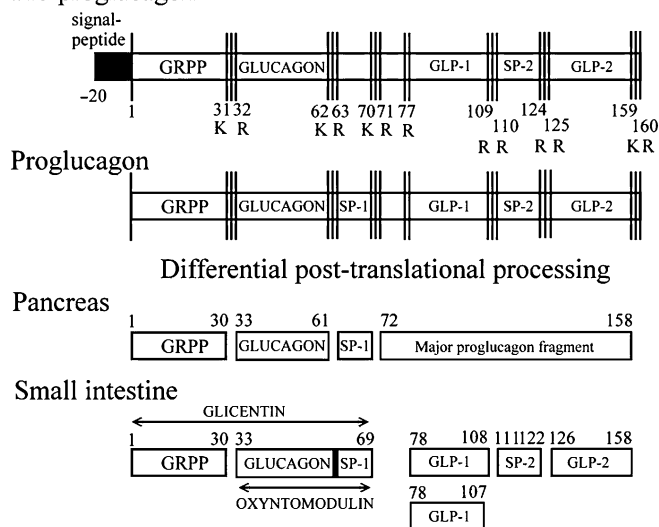 signal-
peptide
GRPP GLUCAGON GLP-1 SP-2 GLP-2
−20
1 31 32 62 63 70 71 77 109 110 124 125 159 160
K R K R K R R R R R R K R
Proglucagon
GRPP GLUCAGON SP-1 GLP-1 SP-2 GLP-2
Differential post-translational processing
Pancreas
1 30 33 61 72 158
GRPP GLUCAGON SP-1 Major proglucagon fragment
Small intestine
GLICENTIN
1 30 33 69 78 108 111 122 126 158
GRPP GLUCAGON SP-1 GLP-1 SP-2 GLP-2
OXYNTOMODULIN
78 107
GLP-1